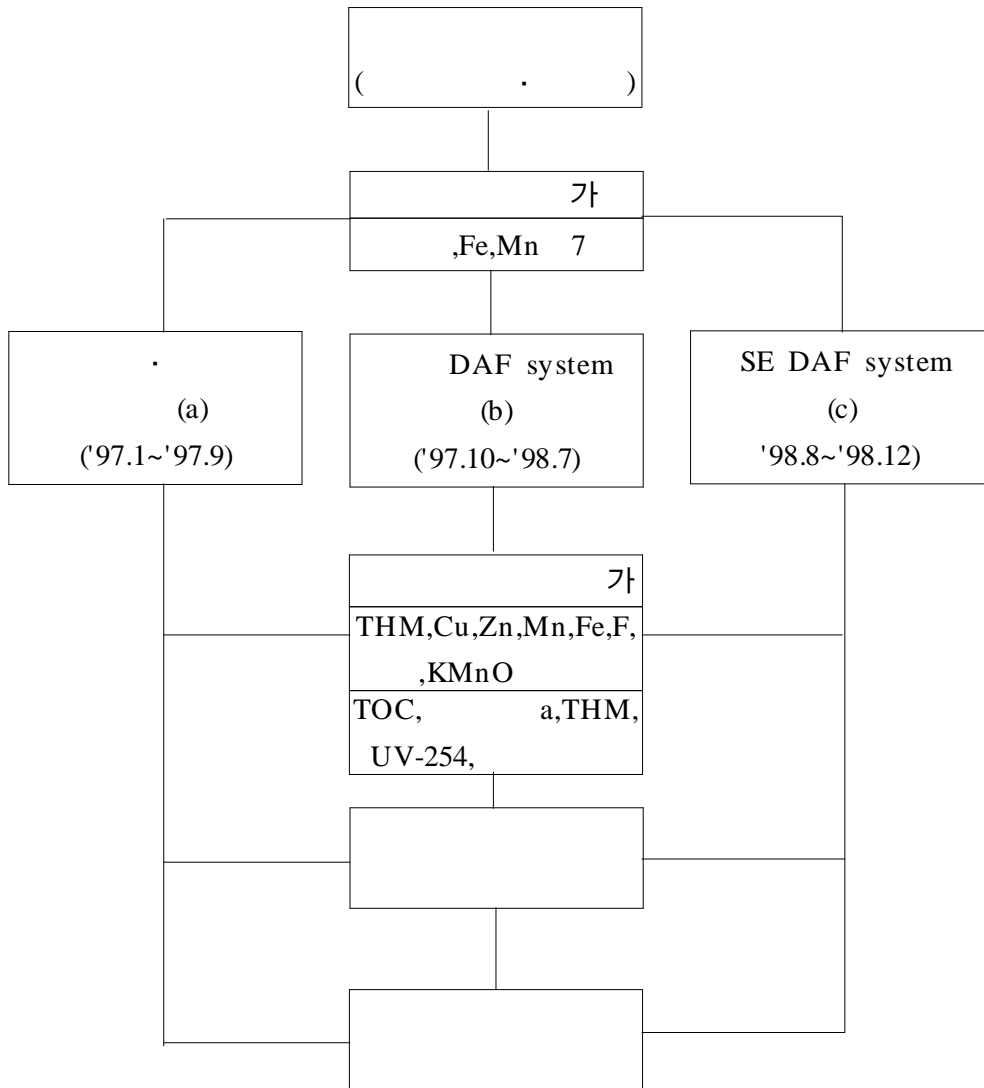 ( · )
가
,Fe,Mn 7
·
(a)
('97.1~'97.9)
DAF system
(b)
('97.10~'98.7)
SE DAF system
(c)
'98.8~'98.12)
가
THM,Cu,Zn,Mn,Fe,F,
,KMnO
TOC, a,THM,
UV-254,